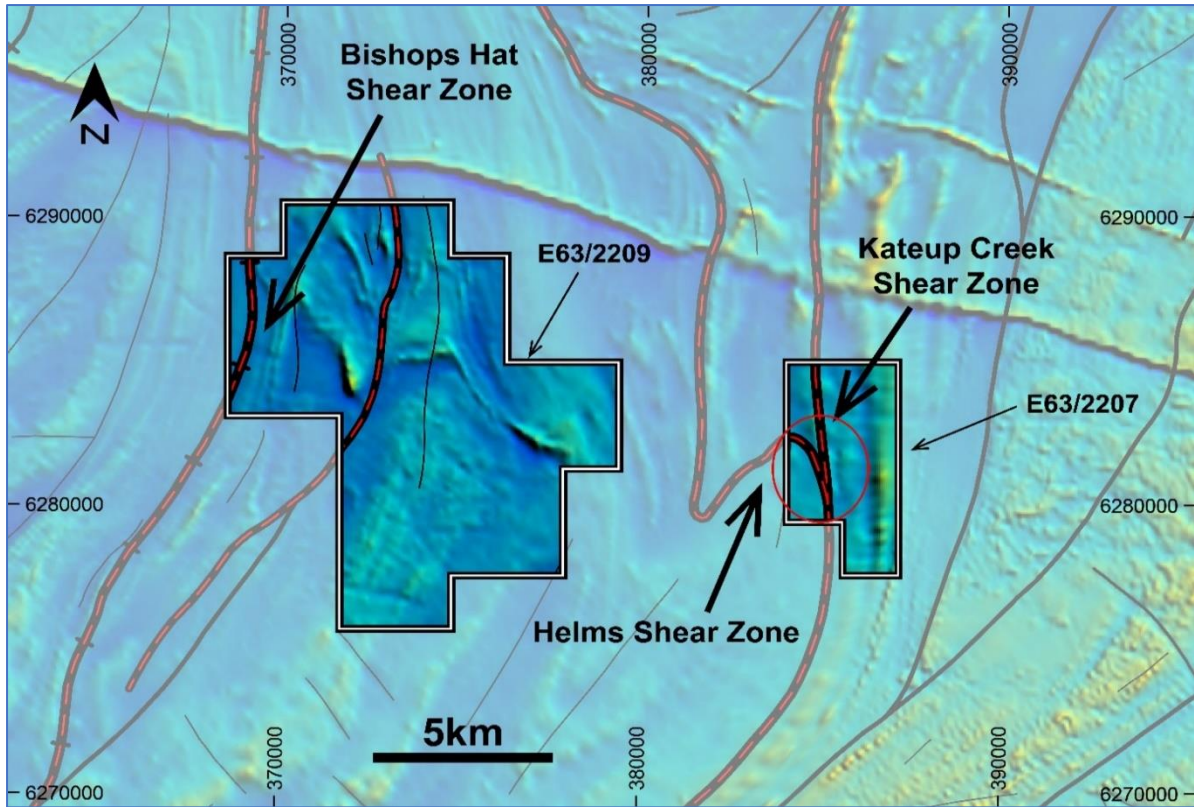 370000
380000
390000
Bishops Hat
Shear Zone
N
6290000
6290000
E63/2209
Kateup Creek
Shear Zone
E63/2207
6280000
6280000
Helms Shear Zone
5km
370000
380000
390000
6270000
6270000